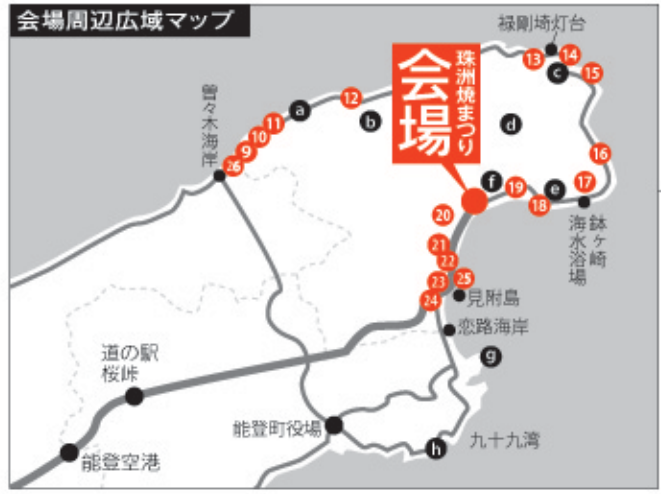 会場周辺広域マップ
禄剛埼灯台
13
14
c
15
珠洲焼まつり
会場
曽々木海岸
12
a
11
b
d
10
9
26
16
f
19
e
17
18
20
鉢ヶ崎
海水浴場
21
22
23
25
24
見附島
恋路海岸
g
道の駅
桜峠
能登町役場
h
九十九湾
能登空港